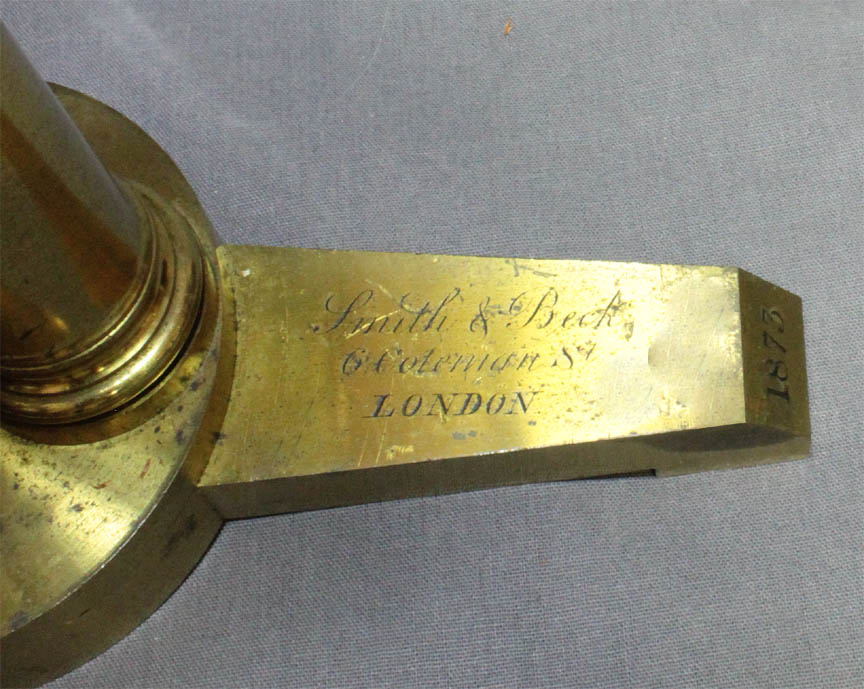 Smith & Beck
6 Coleman St
LONDON
1873